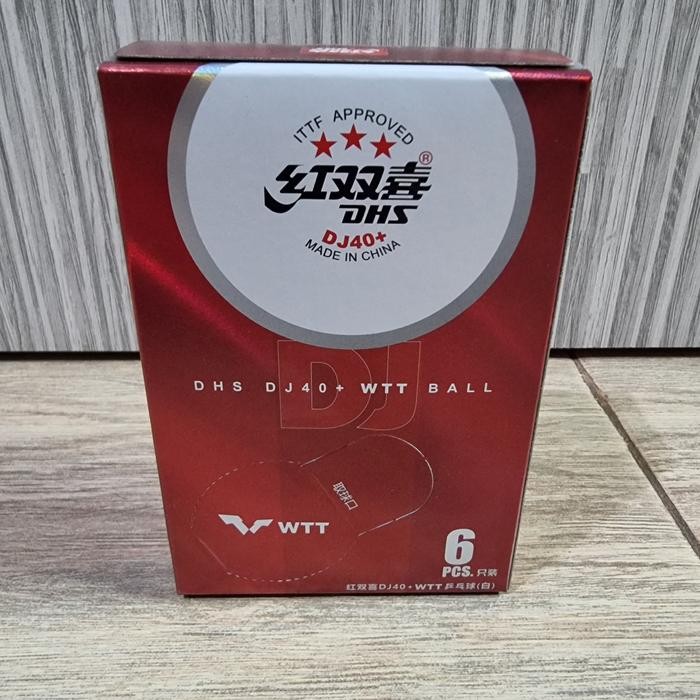 ITTF APPROVED
红双喜®
DHS
DJ40+
MADE IN CHINA
DJ
DHS DJ40+ WTT BALL
取球口
WTT
6
PCS. 只装
红双喜DJ40+WTT乒乓球(白)